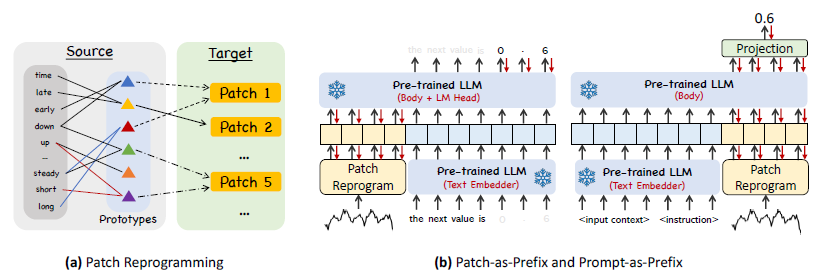 Source
Target
time
late
early
down
up
...
steady
short
long
Prototypes
Patch 1
Patch 2
...
Patch 5
...
(a) Patch Reprogramming
the next value is 0 - 6
Pre-trained LLM
(Body + LM Head)
Patch
Reprogram
Pre-trained LLM
(Text Embedder)
the next value is 0 - 6
0.6
Projection
Pre-trained LLM
(Body)
Pre-trained LLM
(Text Embedder)
Patch
Reprogram
<input context> <instruction>
(b) Patch-as-Prefix and Prompt-as-Prefix